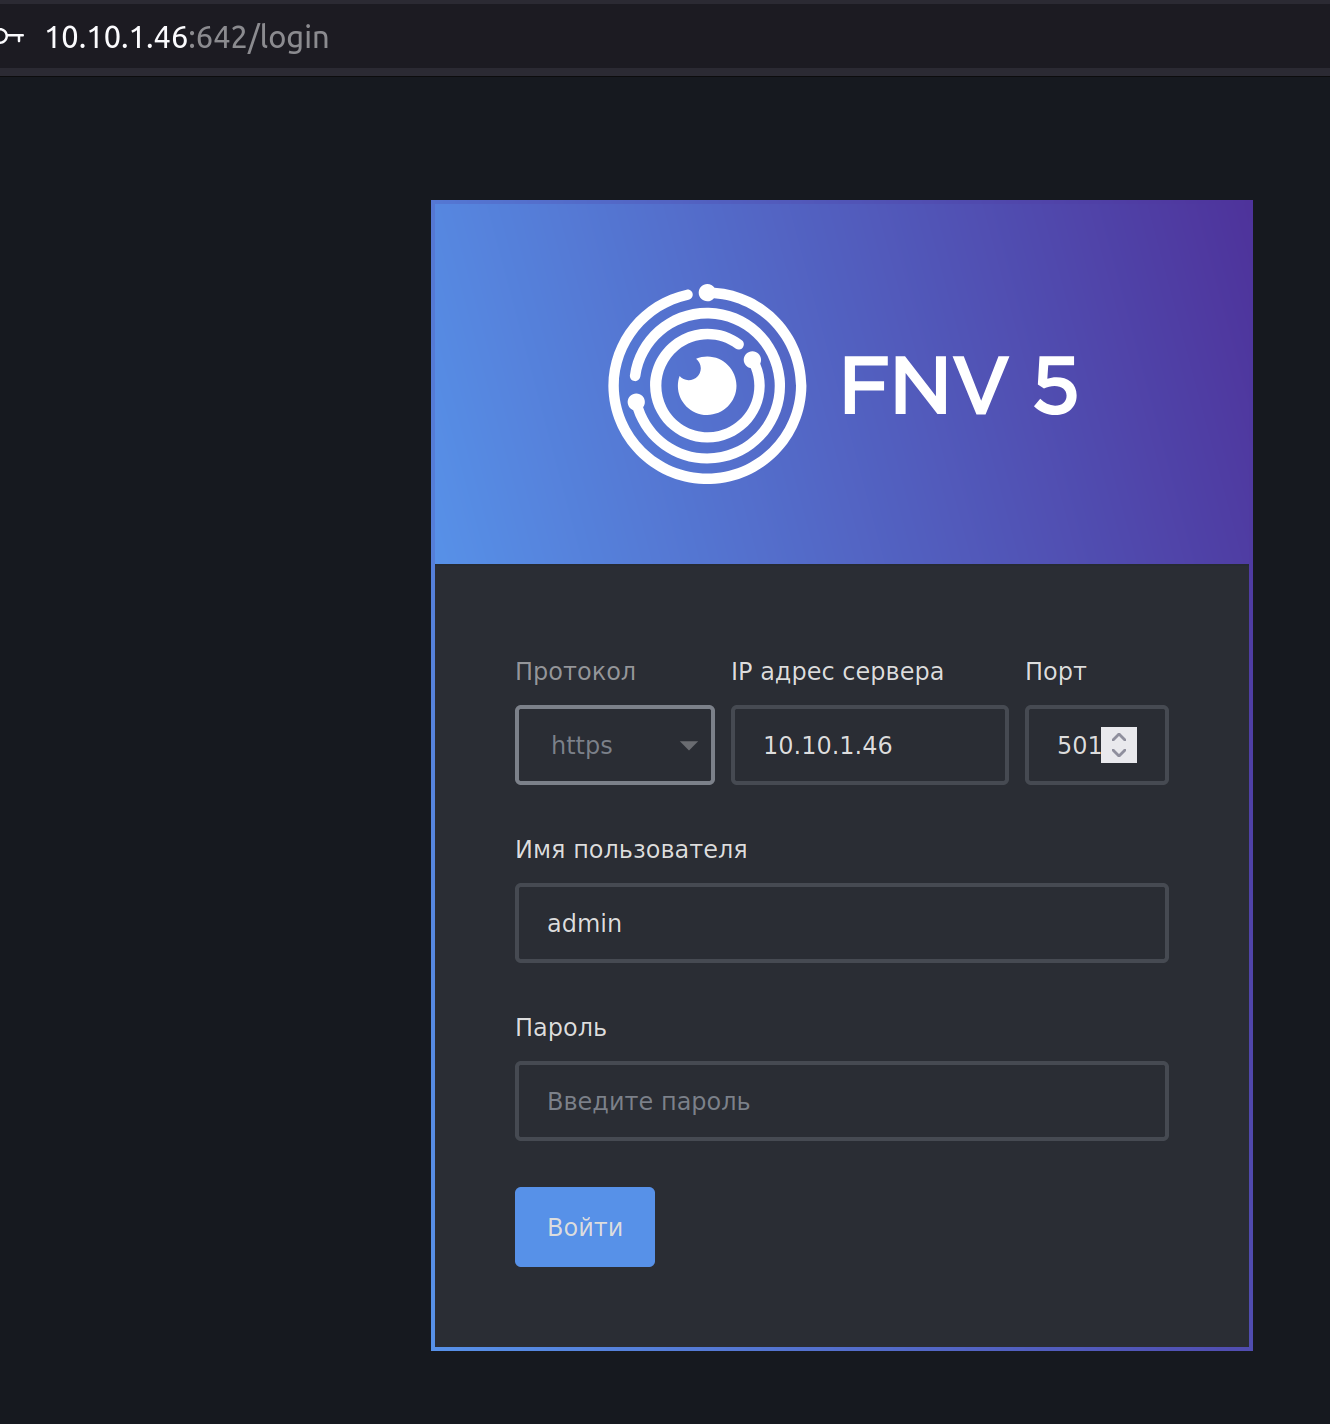 10.10.1.46:642/login
FNV 5
Протокол IP адрес сервера Порт
https 10.10.1.46 501
Имя пользователя
admin
Пароль
Введите пароль
Войти